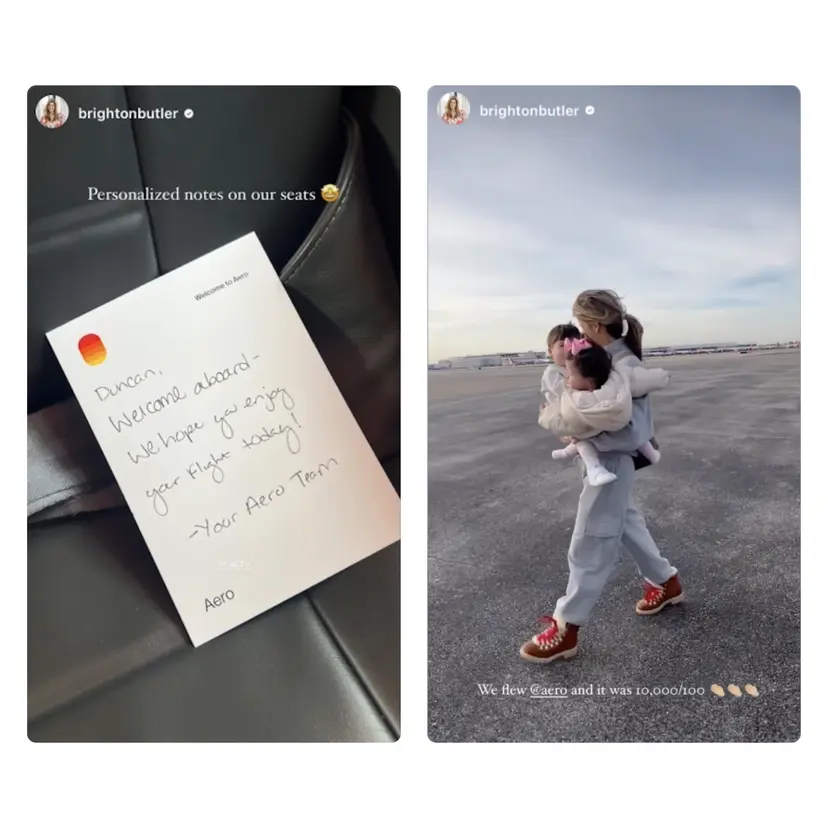 brightonbutler
Personalized notes on our seats 🤩
Welcome to Aero
Duncan,
Welcome aboard-
We hope you enjoy
your flight today!
-Your Aero Team
Aero
brightonbutler
We flew @aero and it was 10,000/100 👏🏼👏🏼👏🏼